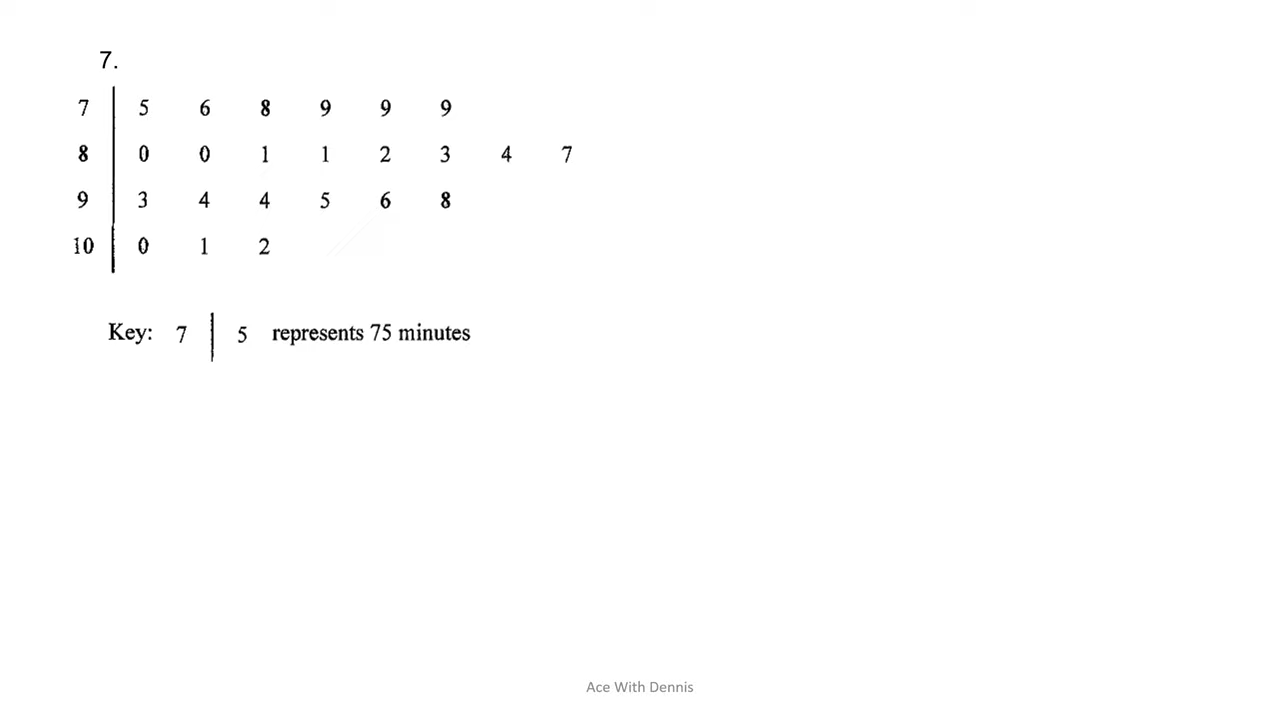 7.
7 | 5 6 8 9 9 9
8 | 0 0 1 1 2 3 4 7
9 | 3 4 4 5 6 8
10 | 0 1 2
Key: 7 | 5 represents 75 minutes
Ace With Dennis